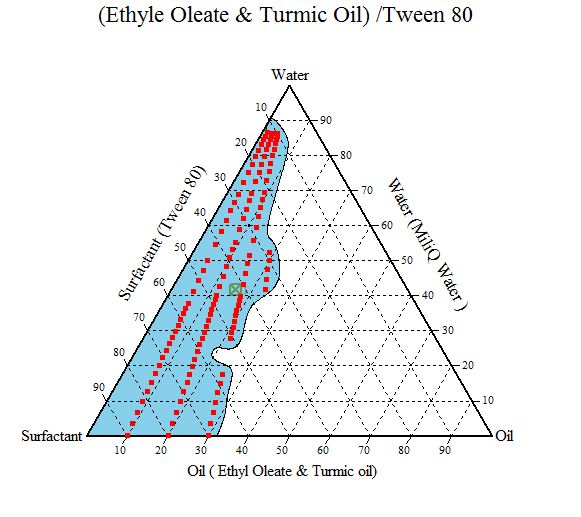 (Ethyle Oleate & Turmic Oil) /Tween 80
Water
10
90
20
80
30
70
Surfactant (Tween 80)
Water (MiliQ Water )
40
60
50
50
60
40
70
30
80
20
90
10
Surfactant
Oil
10 20 30 40 50 60 70 80 90
Oil ( Ethyl Oleate & Turmic oil)